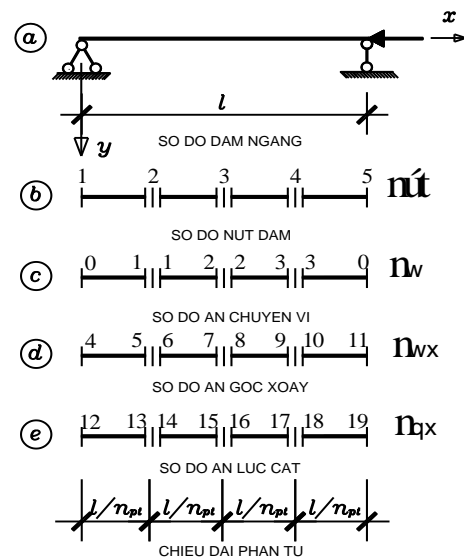 a x
l
y
SO DO DAM NGANG
b 1 2 3 4 5 nút
SO DO NUT DAM
c 0 1 1 2 2 3 3 0 nw
SO DO AN CHUYEN VI
d 4 5 6 7 8 9 10 11 nwx
SO DO AN GOC XOAY
e 12 13 14 15 16 17 18 19 nqx
SO DO AN LUC CAT
l/npt l/npt l/npt l/npt
CHIEU DAI PHAN TU